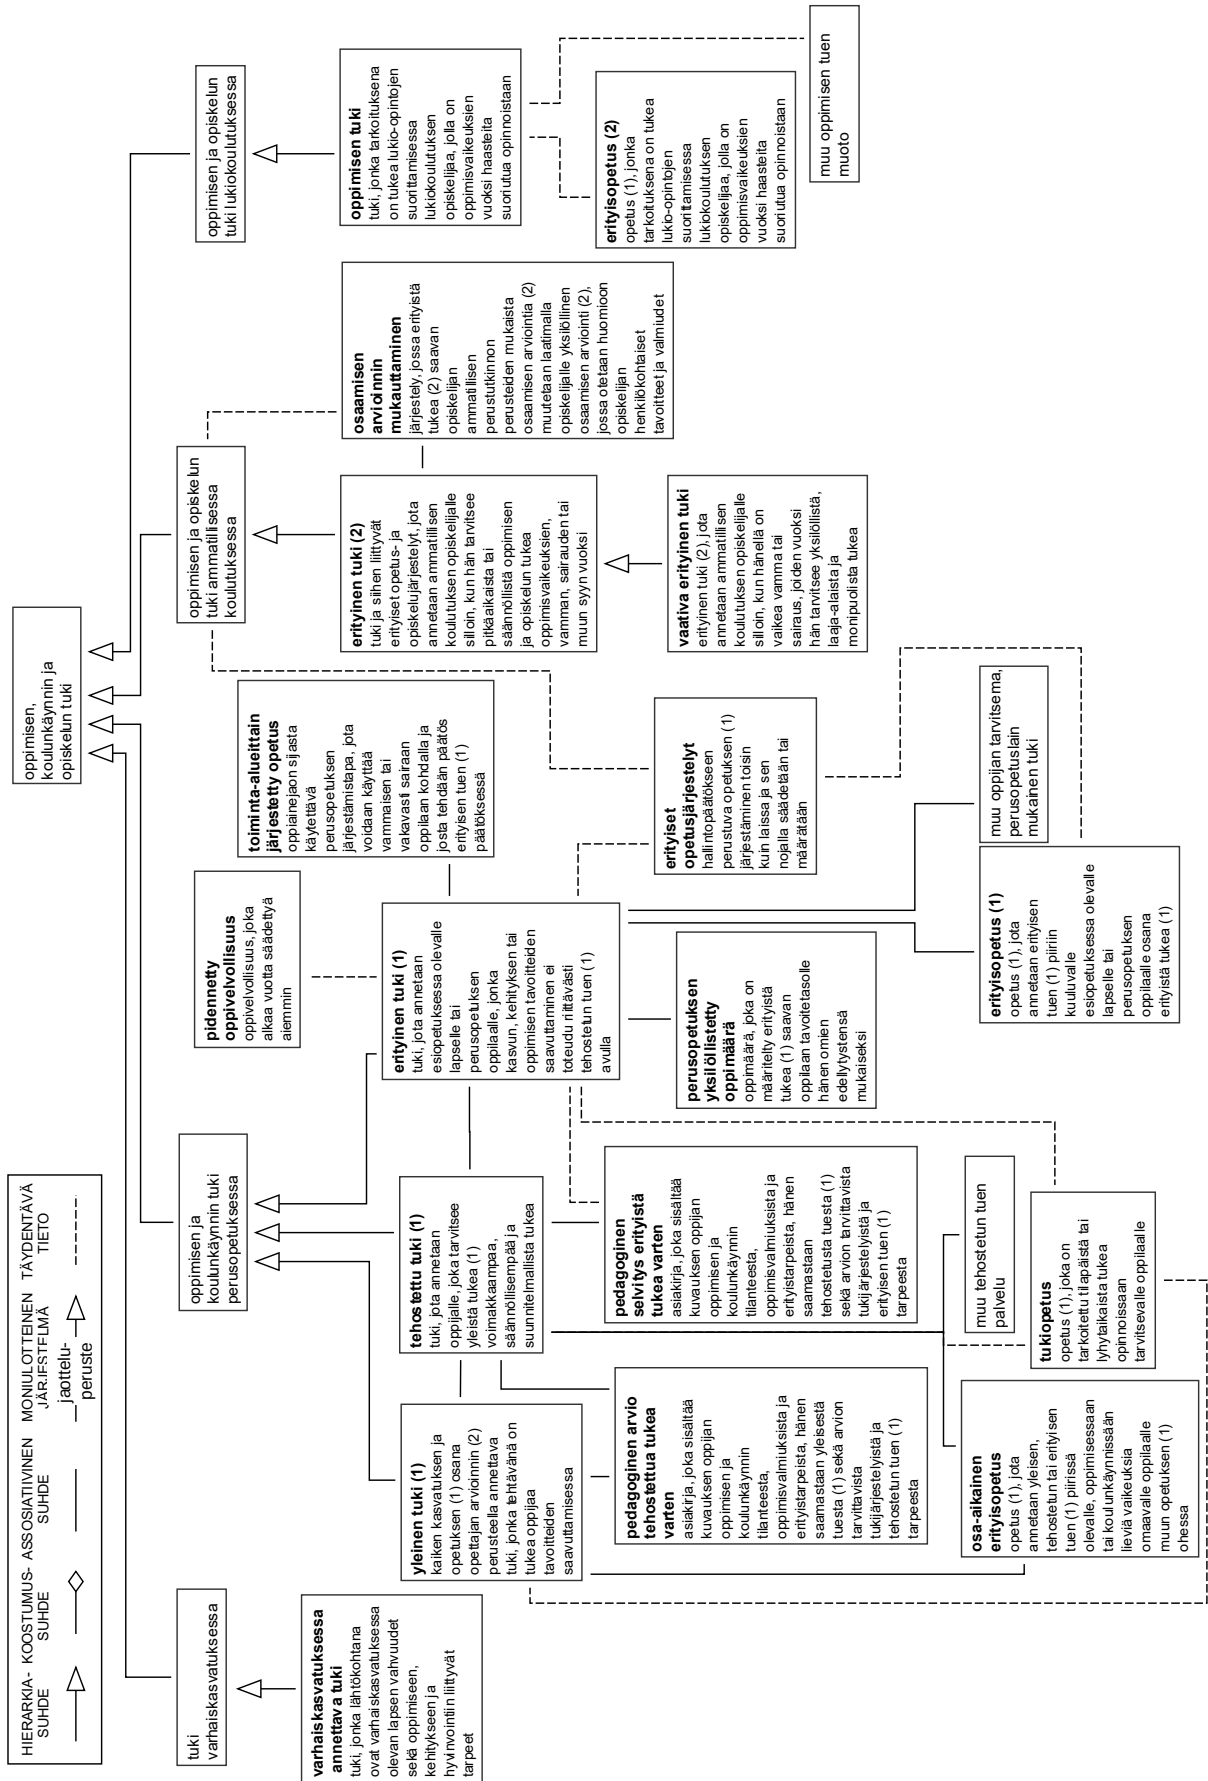 HIERARKIA- KOOSTUMUS- ASSOSIATIIVINEN MONIULOTTEINEN TÄYDENTÄVÄ
SUHDE SUHDE SUHDE JÄRJESTELMÄ TIETO
jaottelu-
peruste
oppimisen,
koulunkäynnin ja
opiskelun tuki
tuki
varhaiskasvatuksessa
varhaiskasvatuksessa
annettava tuki
tuki, jonka lähtökohtana
ovat varhaiskasvatuksessa
olevan lapsen vahvuudet
sekä oppimiseen,
kehitykseen ja
hyvinvointiin liittyvät
tarpeet
oppimisen ja
koulunkäynnin tuki
perusopetuksessa
yleinen tuki (1)
kaiken kasvatuksen ja
opetuksen (1) osana
opettajan arvioinnin (2)
perusteella annettava
tuki, jonka tehtävänä on
tukea oppijaa
tavoitteiden
saavuttamisessa
tehostettu tuki (1)
tuki, jota annetaan
oppijalle, joka tarvitsee
yleistä tukea (1)
voimakkaampaa,
säännöllisempää ja
suunnitelmallista tukea
pedagoginen arvio
tehostettua tukea
varten
asiakirja, joka sisältää
kuvauksen oppijan
oppimisen ja
koulunkäynnin
tilanteesta,
oppimisvalmiuksista ja
erityistarpeista, hänen
saamastaan yleisestä
tuesta (1) sekä arvion
tarvittavista
tukijärjestelyistä ja
tehostetun tuen (1)
tarpeesta
pedagoginen
selvitys erityistä
tukea varten
asiakirja, joka sisältää
kuvauksen oppijan
oppimisen ja
koulunkäynnin
tilanteesta,
oppimisvalmiuksista ja
erityistarpeista, hänen
saamastaan
tehostetusta tuesta (1)
sekä arvion tarvittavista
tukijärjestelyistä ja
erityisen tuen (1)
tarpeesta
osa-aikainen
erityisopetus
opetus (1), jota
annetaan yleisen,
tehostetun tai erityisen
tuen (1) piirissä
olevalle, oppimisessaan
tai koulunkäynnissään
lieviä vaikeuksia
omaavalle oppilaalle
muun opetuksen (1)
ohessa
muu tehostetun tuen
palvelu
tukiopetus
opetus (1), joka on
tarkoitettu tilapäistä tai
lyhytaikaista tukea
opinnoissaan
tarvitsevalle oppilaalle
pidennetty
oppivelvollisuus
oppivelvollisuus, joka
alkaa vuotta säädettyä
aiemmin
toiminta-alueittain
järjestetty opetus
oppiainejaon sijasta
käytettävä
perusopetuksen
järjestämistapa, jota
voidaan käyttää
vammaisen tai
vakavasti sairaan
oppilaan kohdalla ja
josta tehdään päätös
erityisen tuen (1)
päätöksessä
erityinen tuki (1)
tuki, jota annetaan
esiopetuksessa olevalle
lapselle tai
perusopetuksen
oppilaalle, jonka
kasvun, kehityksen tai
oppimisen tavoitteiden
saavuttaminen ei
toteudu riittävästi
tehostetun tuen (1)
avulla
perusopetuksen
yksilöllistetty
oppimäärä
oppimäärä, joka on
määritelty erityistä
tukea (1) saavan
oppilaan tavoitetasolle
hänen omien
edellytystensä
mukaiseksi
erityiset
opetusjärjestelyt
hallintopäätökseen
perustuva opetuksen (1)
järjestäminen toisin
kuin laissa ja sen
nojalla säädetään tai
määrätään
erityisopetus (1)
opetus (1), jota
annetaan erityisen
tuen (1) piiriin
kuuluvalle
esiopetuksessa olevalle
lapselle tai
perusopetuksen
oppilaalle osana
erityistä tukea (1)
muu oppijan tarvitsema,
perusopetuslain
mukainen tuki
oppimisen ja opiskelun
tuki ammatillisessa
koulutuksessa
erityinen tuki (2)
tuki ja siihen liittyvät
erityiset opetus- ja
opiskelujärjestelyt, jota
annetaan ammatillisen
koulutuksen opiskelijalle
silloin, kun hän tarvitsee
pitkäaikaista tai
säännöllistä oppimisen
ja opiskelun tukea
oppimisvaikeuksien,
vamman, sairauden tai
muun syyn vuoksi
vaativa erityinen tuki
erityinen tuki (2), jota
annetaan ammatillisen
koulutuksen opiskelijalle
silloin, kun hänellä on
vaikea vamma tai
sairaus, joiden vuoksi
hän tarvitsee yksilöllistä,
laaja-alaista ja
monipuolista tukea
osaamisen
arvioinnin
mukauttaminen
järjestely, jossa erityistä
tukea (2) saavan
opiskelijan
ammatillisen
perustutkinnon
perusteiden mukaista
osaamisen arviointia (2)
muutetaan laatimalla
opiskelijalle yksilöllinen
osaamisen arviointi (2),
jossa otetaan huomioon
opiskelijan
henkilökohtaiset
tavoitteet ja valmiudet
oppimisen ja opiskelun
tuki lukiokoulutuksessa
oppimisen tuki
tuki, jonka tarkoituksena
on tukea lukio-opintojen
suorittamisessa
lukiokoulutuksen
opiskelijaa, jolla on
oppimisvaikeuksien
vuoksi haasteita
suoriutua opinnoistaan
erityisopetus (2)
opetus (1), jonka
tarkoituksena on tukea
lukio-opintojen
suorittamisessa
lukiokoulutuksen
opiskelijaa, jolla on
oppimisvaikeuksien
vuoksi haasteita
suoriutua opinnoistaan
muu oppimisen tuen
muoto